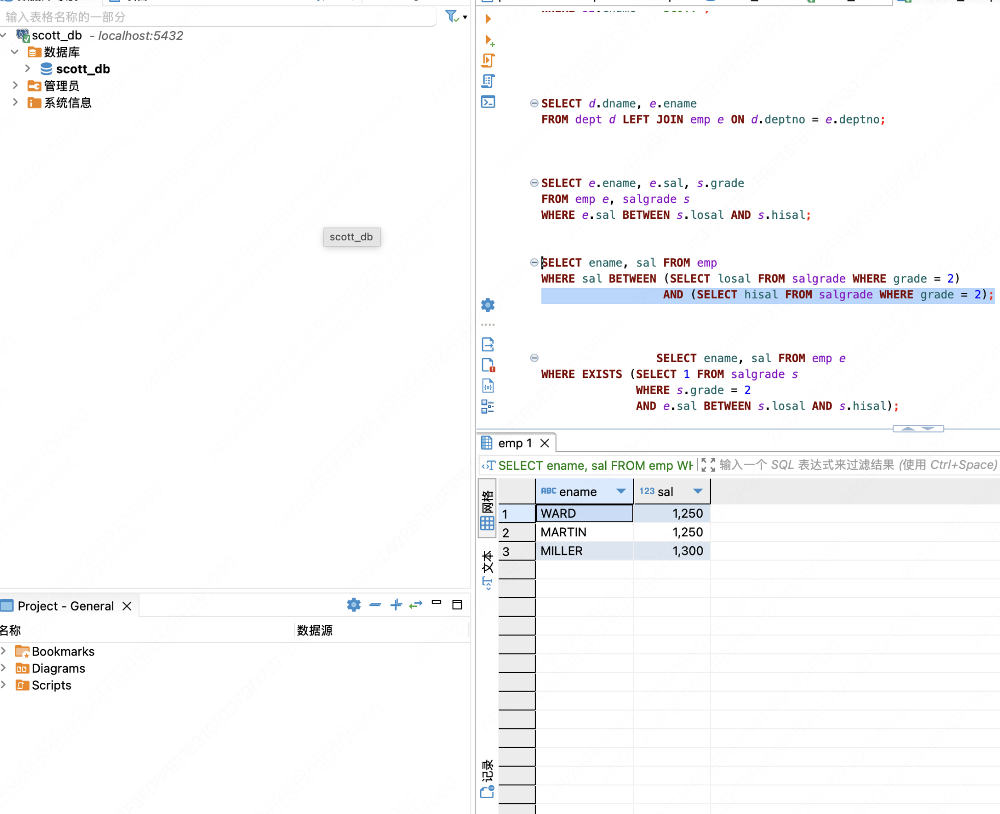 输入表格名称的一部分
scott_db - localhost:5432
数据库
scott_db
管理员
系统信息
scott_db
SELECT d.dname, e.ename
FROM dept d LEFT JOIN emp e ON d.deptno = e.deptno;
SELECT e.ename, e.sal, s.grade
FROM emp e, salgrade s
WHERE e.sal BETWEEN s.losal AND s.hisal;
SELECT ename, sal FROM emp
WHERE sal BETWEEN (SELECT losal FROM salgrade WHERE grade = 2)
AND (SELECT hisal FROM salgrade WHERE grade = 2);
SELECT ename, sal FROM emp e
WHERE EXISTS (SELECT 1 FROM salgrade s
WHERE s.grade = 2
AND e.sal BETWEEN s.losal AND s.hisal);
emp 1
SELECT ename, sal FROM emp WH 输入一个 SQL 表达式来过滤结果 (使用 Ctrl+Space)
网格
文本
记录
ABC ename 123 sal
1 WARD 1,250
2 MARTIN 1,250
3 MILLER 1,300
Project - General
名称 数据源
Bookmarks
Diagrams
Scripts